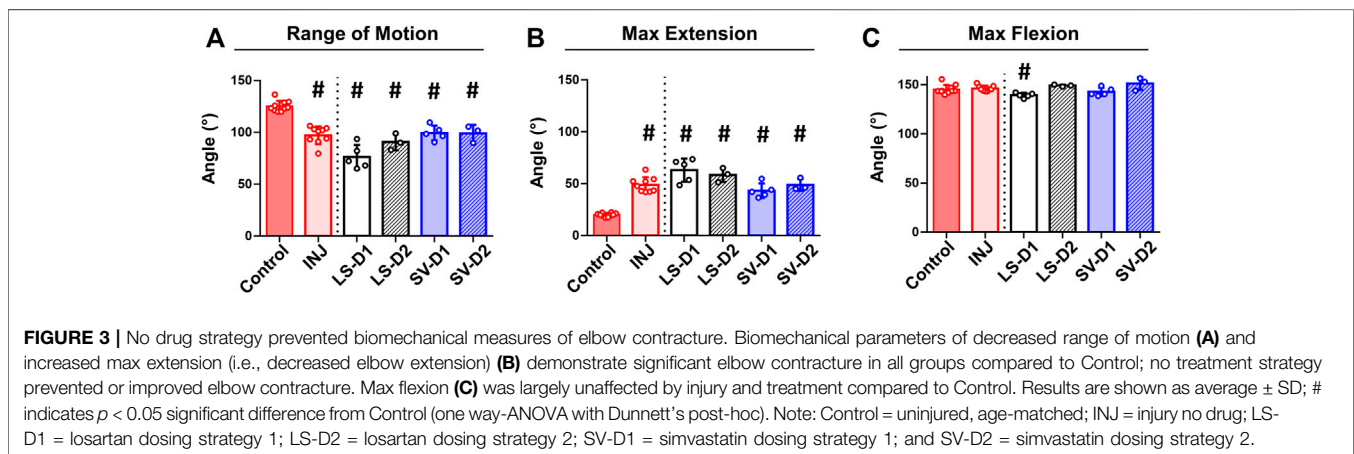 A Range of Motion
B Max Extension
C Max Flexion
Angle (°)
150
100
50
0
# # # # #
Control INJ LS-D1 LS-D2 SV-D1 SV-D2
Angle (°)
150
100
50
0
# # # # #
Control INJ LS-D1 LS-D2 SV-D1 SV-D2
Angle (°)
150
100
50
0
#
Control INJ LS-D1 LS-D2 SV-D1 SV-D2
FIGURE 3 | No drug strategy prevented biomechanical measures of elbow contracture. Biomechanical parameters of decreased range of motion (A) and
increased max extension (i.e., decreased elbow extension) (B) demonstrate significant elbow contracture in all groups compared to Control; no treatment strategy
prevented or improved elbow contracture. Max flexion (C) was largely unaffected by injury and treatment compared to Control. Results are shown as average ± SD; #
indicates p < 0.05 significant difference from Control (one way-ANOVA with Dunnett's post-hoc). Note: Control = uninjured, age-matched; INJ = injury no drug; LS-
D1 = losartan dosing strategy 1; LS-D2 = losartan dosing strategy 2; SV-D1 = simvastatin dosing strategy 1; and SV-D2 = simvastatin dosing strategy 2.